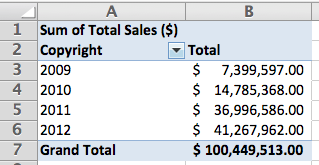 A B
1 Sum of Total Sales ($)
2 Copyright Total
3 2009 $ 7,399,597.00
4 2010 $ 14,785,368.00
5 2011 $ 36,996,586.00
6 2012 $ 41,267,962.00
7 Grand Total $ 100,449,513.00